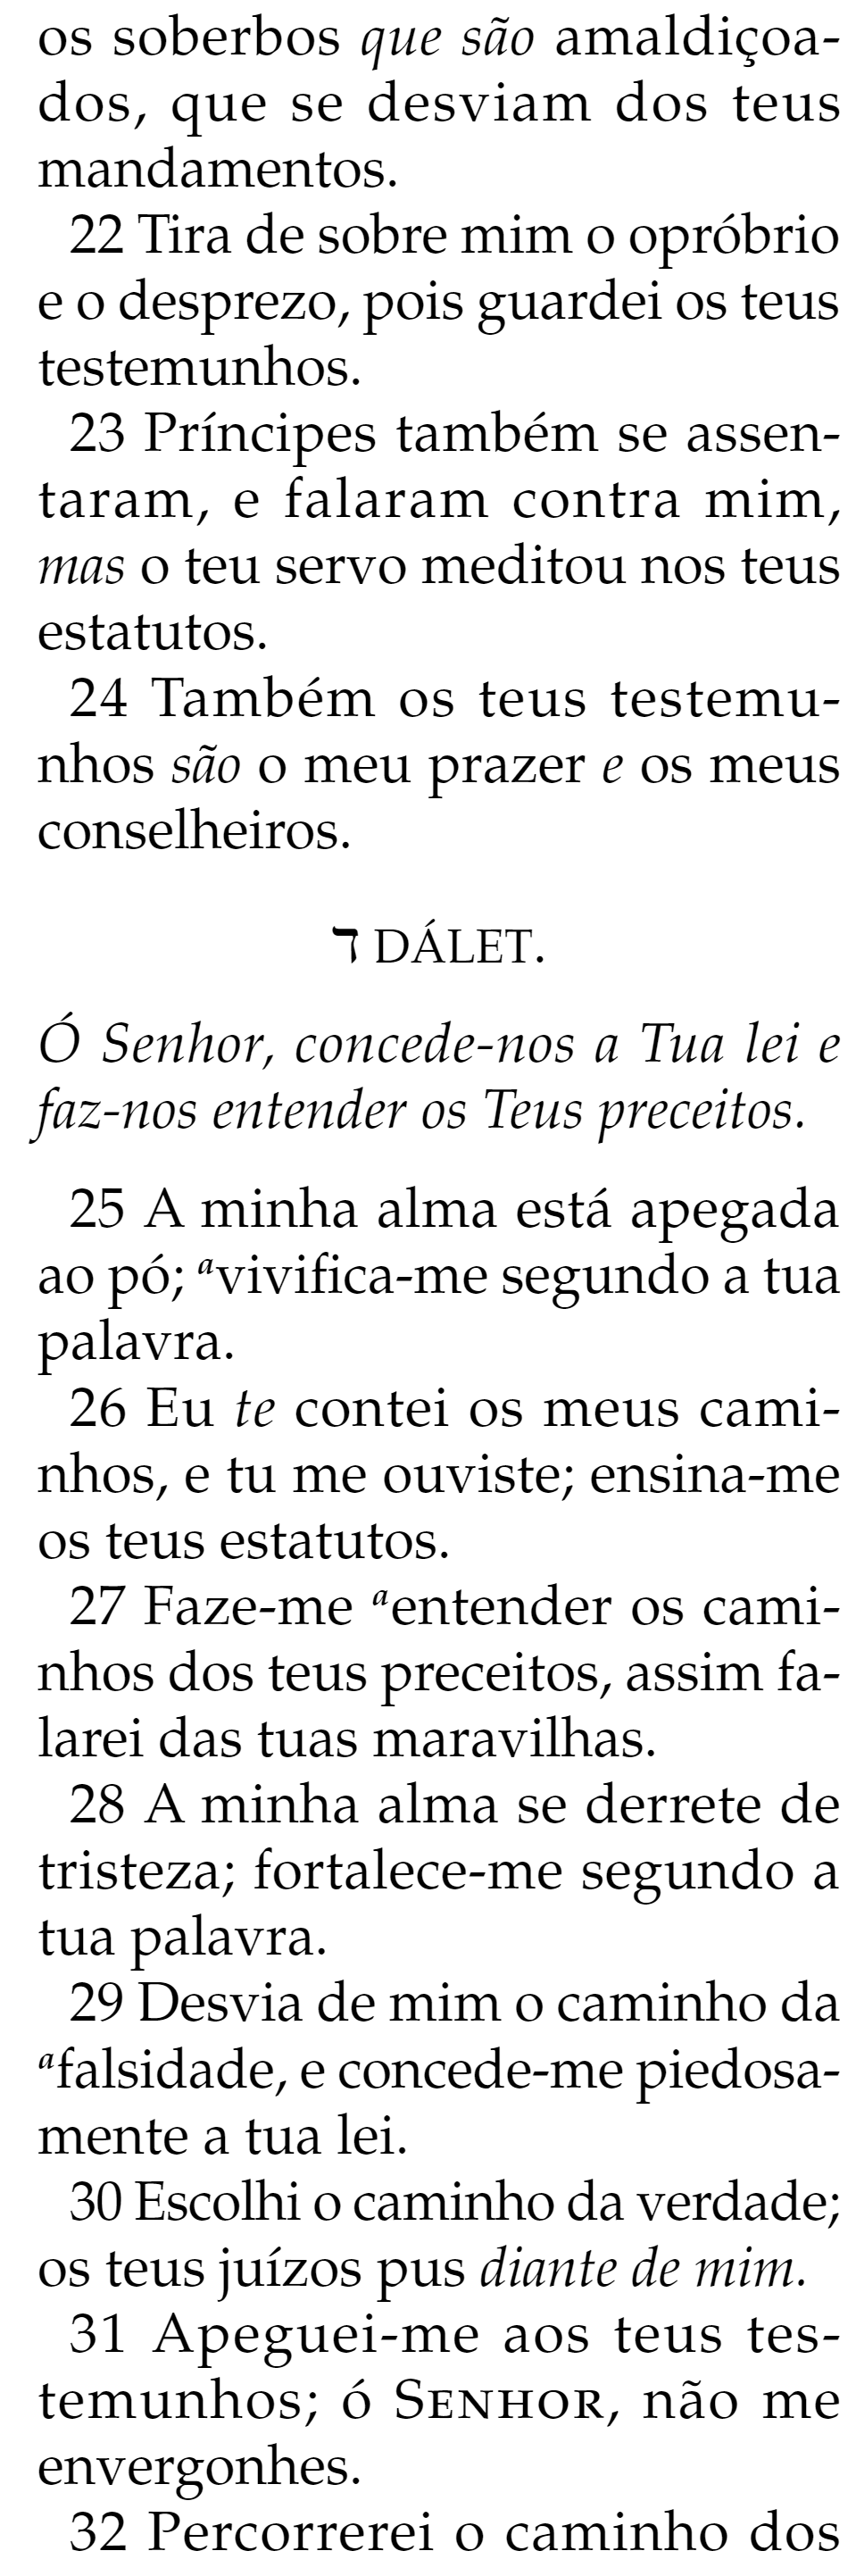 os soberbos que são amaldiçoa-
dos, que se desviam dos teus
mandamentos.
22 Tira de sobre mim o opróbrio
e o desprezo, pois guardei os teus
testemunhos.
23 Príncipes também se assen-
taram, e falaram contra mim,
mas o teu servo meditou nos teus
estatutos.
24 Também os teus testemu-
nhos são o meu prazer e os meus
conselheiros.
ד DÁLET.
Ó Senhor, concede-nos a Tua lei e
faz-nos entender os Teus preceitos.
25 A minha alma está apegada
ao pó; ᵃvivifica-me segundo a tua
palavra.
26 Eu te contei os meus cami-
nhos, e tu me ouviste; ensina-me
os teus estatutos.
27 Faze-me ᵃentender os cami-
nhos dos teus preceitos, assim fa-
larei das tuas maravilhas.
28 A minha alma se derrete de
tristeza; fortalece-me segundo a
tua palavra.
29 Desvia de mim o caminho da
ᵃfalsidade, e concede-me piedosa-
mente a tua lei.
30 Escolhi o caminho da verdade;
os teus juízos pus diante de mim.
31 Apeguei-me aos teus tes-
temunhos; ó SENHOR, não me
envergonhes.
32 Percorrerei o caminho dos